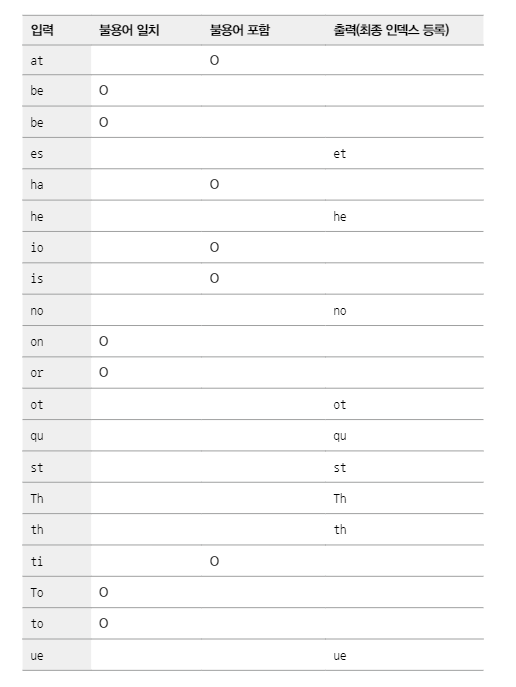 입력 불용어 일치 불용어 포함 출력(최종 인덱스 등록)
at O
be O
be O
es et
ha O
he he
io O
is O
no no
on O
or O
ot ot
qu qu
st st
Th Th
th th
ti O
To O
to O
ue ue